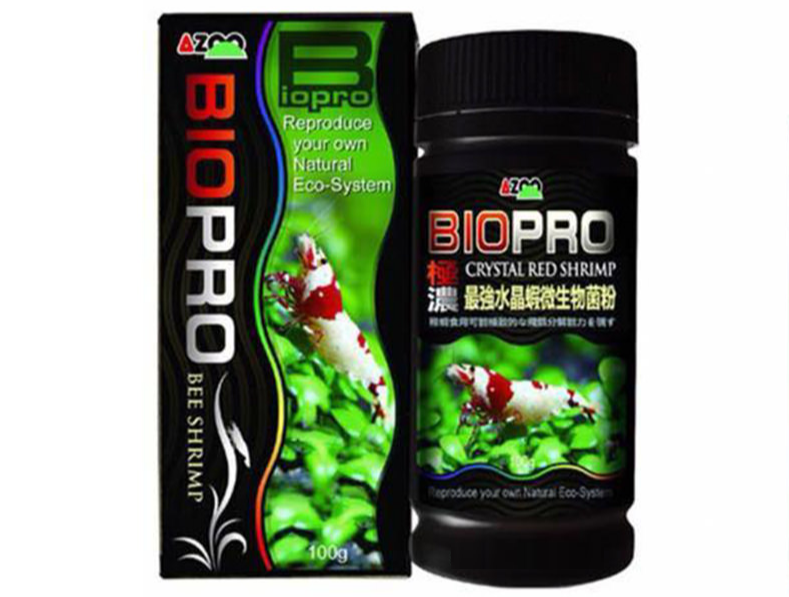 AZOO
BIOPRO
BEE SHRIMP
Biopro
Reproduce
your own
Natural
Eco-System
100g
AZOO
BIOPRO
極濃
CRYSTAL RED SHRIMP
最強水晶蝦微生物菌粉
100g
Reproduce your own Natural Eco-System